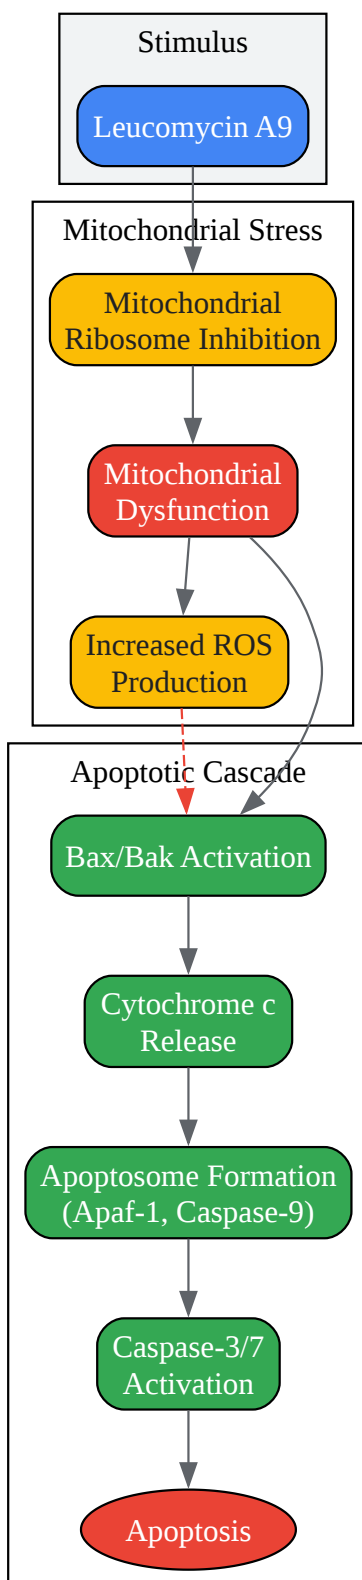 Stimulus
Leucomycin A9
Mitochondrial Stress
Mitochondrial
Ribosome Inhibition
Mitochondrial
Dysfunction
Increased ROS
Production
Apoptotic Cascade
Bax/Bak Activation
Cytochrome c
Release
Apoptosome Formation
(Apaf-1, Caspase-9)
Caspase-3/7
Activation
Apoptosis